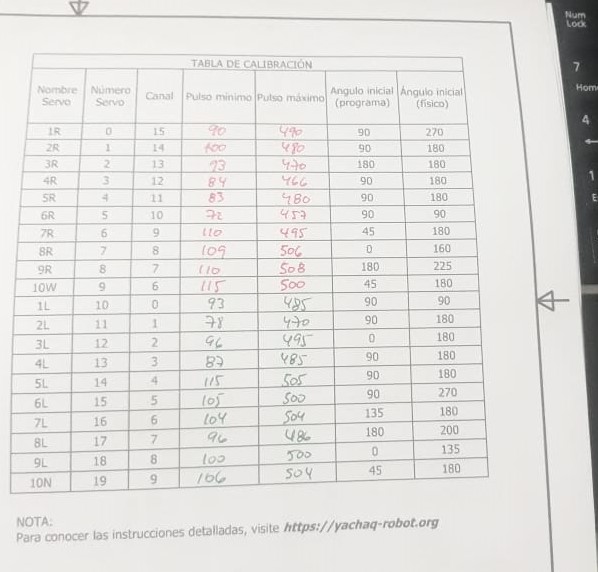 TABLA DE CALIBRACIÓN
Nombre Servo Número Servo Canal Pulso mínimo Pulso máximo Angulo inicial (programa) Ángulo inicial (físico)
1R 0 15 90 490 90 270
2R 1 14 100 480 90 180
3R 2 13 93 470 180 180
4R 3 12 84 466 90 180
5R 4 11 83 480 90 180
6R 5 10 72 457 90 90
7R 6 9 110 495 45 180
8R 7 8 109 506 0 160
9R 8 7 110 508 180 225
10W 9 6 115 500 45 180
1L 10 0 93 485 90 90
2L 11 1 78 470 90 180
3L 12 2 96 495 0 180
4L 13 3 87 485 90 180
5L 14 4 115 505 90 180
6L 15 5 105 500 90 270
7L 16 6 104 504 135 180
8L 17 7 96 486 180 200
9L 18 8 100 500 0 135
10N 19 9 106 504 45 180
NOTA:
Para conocer las instrucciones detalladas, visite https://yachaq-robot.org
Num
Lock
7
4
1